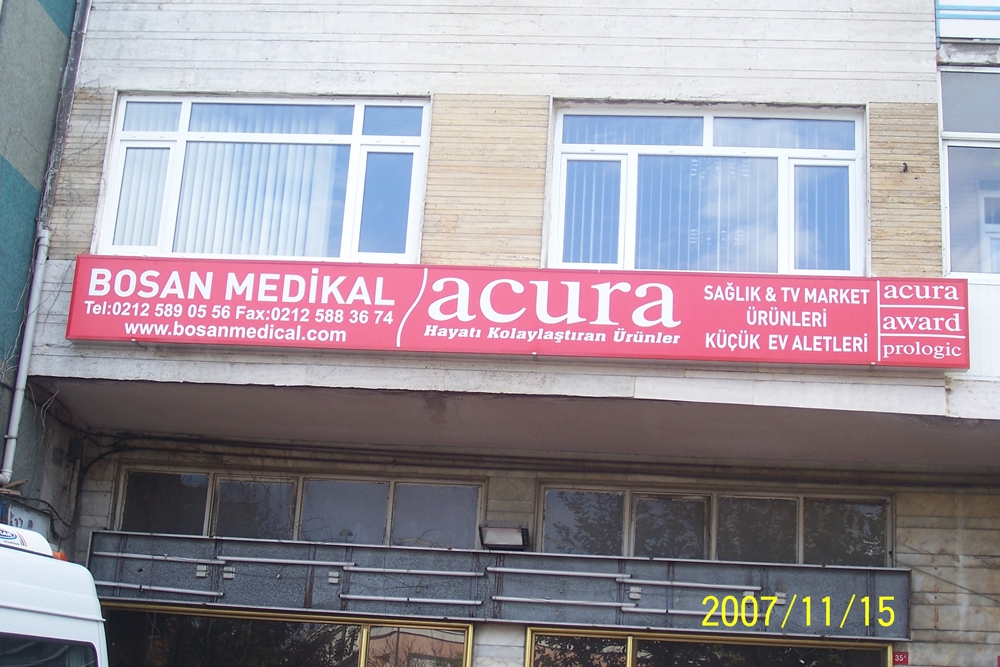 BOSAN MEDİKAL
Tel:0212 589 05 56 Fax:0212 588 36 74
www.bosanmedical.com
acura
Hayatı Kolaylaştıran Ürünler
SAĞLIK & TV MARKET
ÜRÜNLERİ
KÜÇÜK EV ALETLERİ
acura
award
prologic
2007/11/15